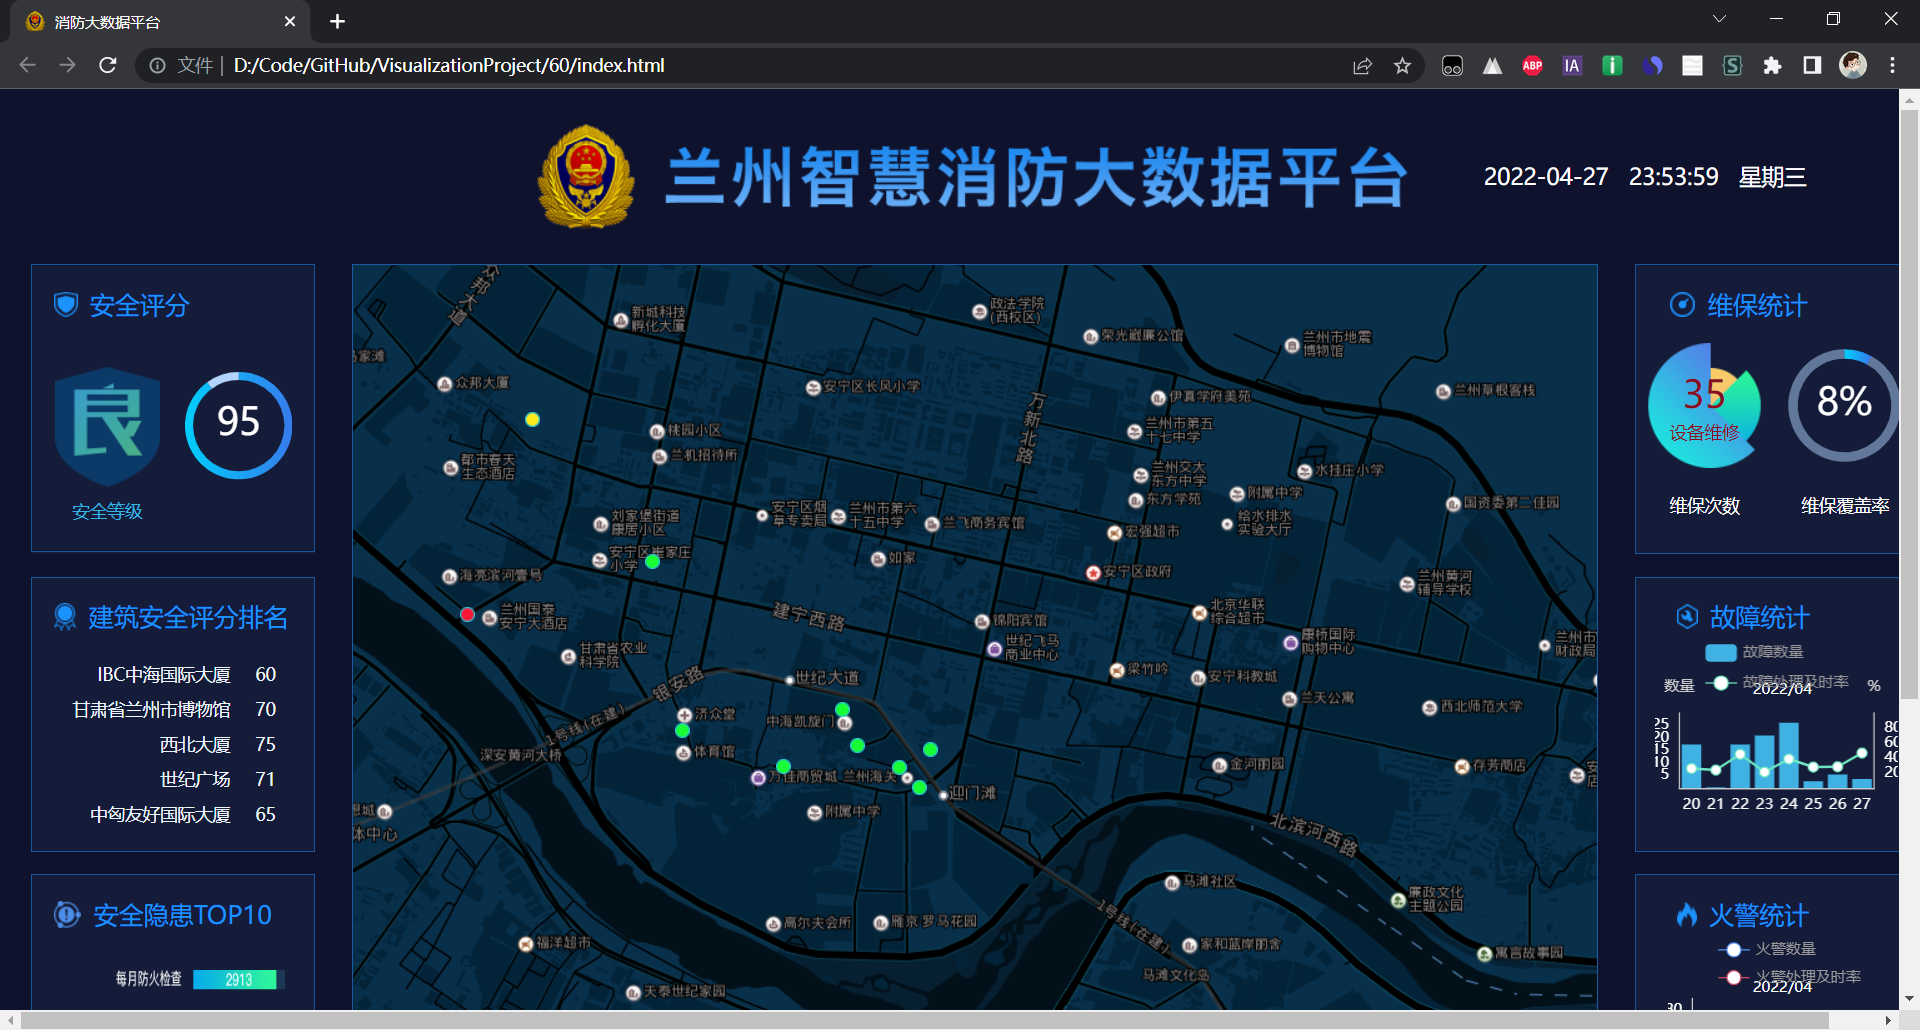 消防大数据平台
文件 | D:/Code/GitHub/VisualizationProject/60/index.html
ABP
IA
兰州智慧消防大数据平台
2022-04-27 23:53:59 星期三
安全评分
良
95
安全等级
建筑安全评分排名
IBC中海国际大厦 60
甘肃省兰州市博物馆 70
西北大厦 75
世纪广场 71
中匈友好国际大厦 65
安全隐患TOP10
每月防火检查 2913
众邦大道
新城科技
孵化大厦
政法学院
(西校区)
荣光崴廉公馆
兰州市地震
博物馆
马家滩
众邦大厦
安宁区长风小学
万新北路
伊真学府美苑
兰州草根客栈
兰州市第五
十七中学
桃园小区
兰机招待所
都市春天
生态酒店
兰州交大
东方中学
水挂庄小学
东方学苑
附属中学
国资委第二佳园
安宁区烟
草专卖局
兰州市第六
十五中学
兰飞商务宾馆
刘家堡街道
康居小区
给水排水
实验大厅
宏强超市
安宁区崔家庄
小学
如家
海亮滨河壹号
安宁区政府
兰州黄河
辅导学校
兰州国泰
安宁大酒店
建宁西路
锦阳宾馆
北京华联
综合超市
世纪飞马
商业中心
康桥国际
购物中心
兰州市
财政局
甘肃省农业
科学院
银安路
世纪大道
梁竹吟
安宁科教城
兰天公寓
西北师范大学
1号线(在建)
济众堂
中海凯旋门
深安黄河大桥
体育馆
万佳商贸城
兰州海关
金河丽园
存芳商店
迎门滩
附属中学
体中心
北滨河西路
马滩社区
廉政文化
主题公园
1号线(在建)
高尔夫会所
雁京罗马花园
福洋超市
家和蓝岸丽舍
寓言故事园
马滩文化岛
天泰世纪家园
维保统计
35
设备维修
8%
维保次数
维保覆盖率
故障统计
故障数量
故障处理及时率
数量
2022/04
%
25
20
15
10
5
80
60
40
20
20 21 22 23 24 25 26 27
火警统计
火警数量
火警处理及时率
2022/04
30